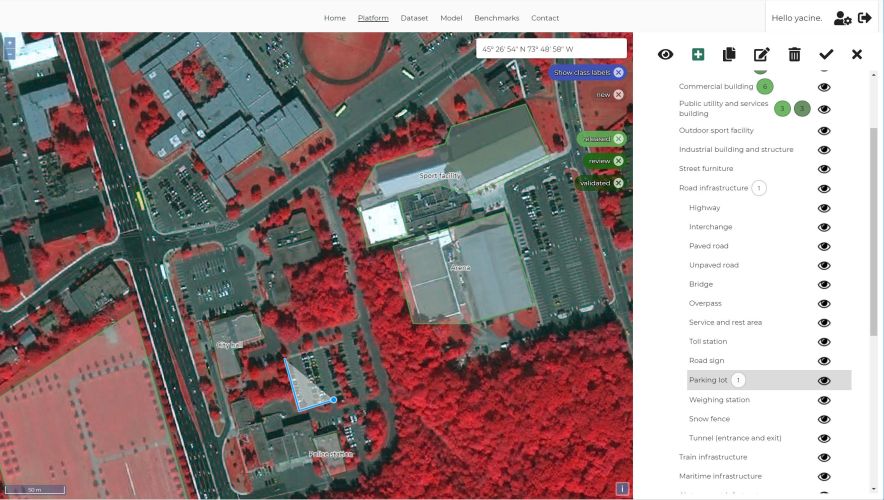 Home Platform Dataset Model Benchmarks Contact
Hello yacine.
+
−
45° 26' 54" N 73° 48' 58" W
Show class labels
new
released
review
validated
Sport facility
Arena
City hall
Police station
50 m
i
Commercial building 6
Public utility and services building 3 3
Outdoor sport facility
Industrial building and structure
Street furniture
Road infrastructure 1
Highway
Interchange
Paved road
Unpaved road
Bridge
Overpass
Service and rest area
Toll station
Road sign
Parking lot 1
Weighing station
Snow fence
Tunnel (entrance and exit)
Train infrastructure
Maritime infrastructure